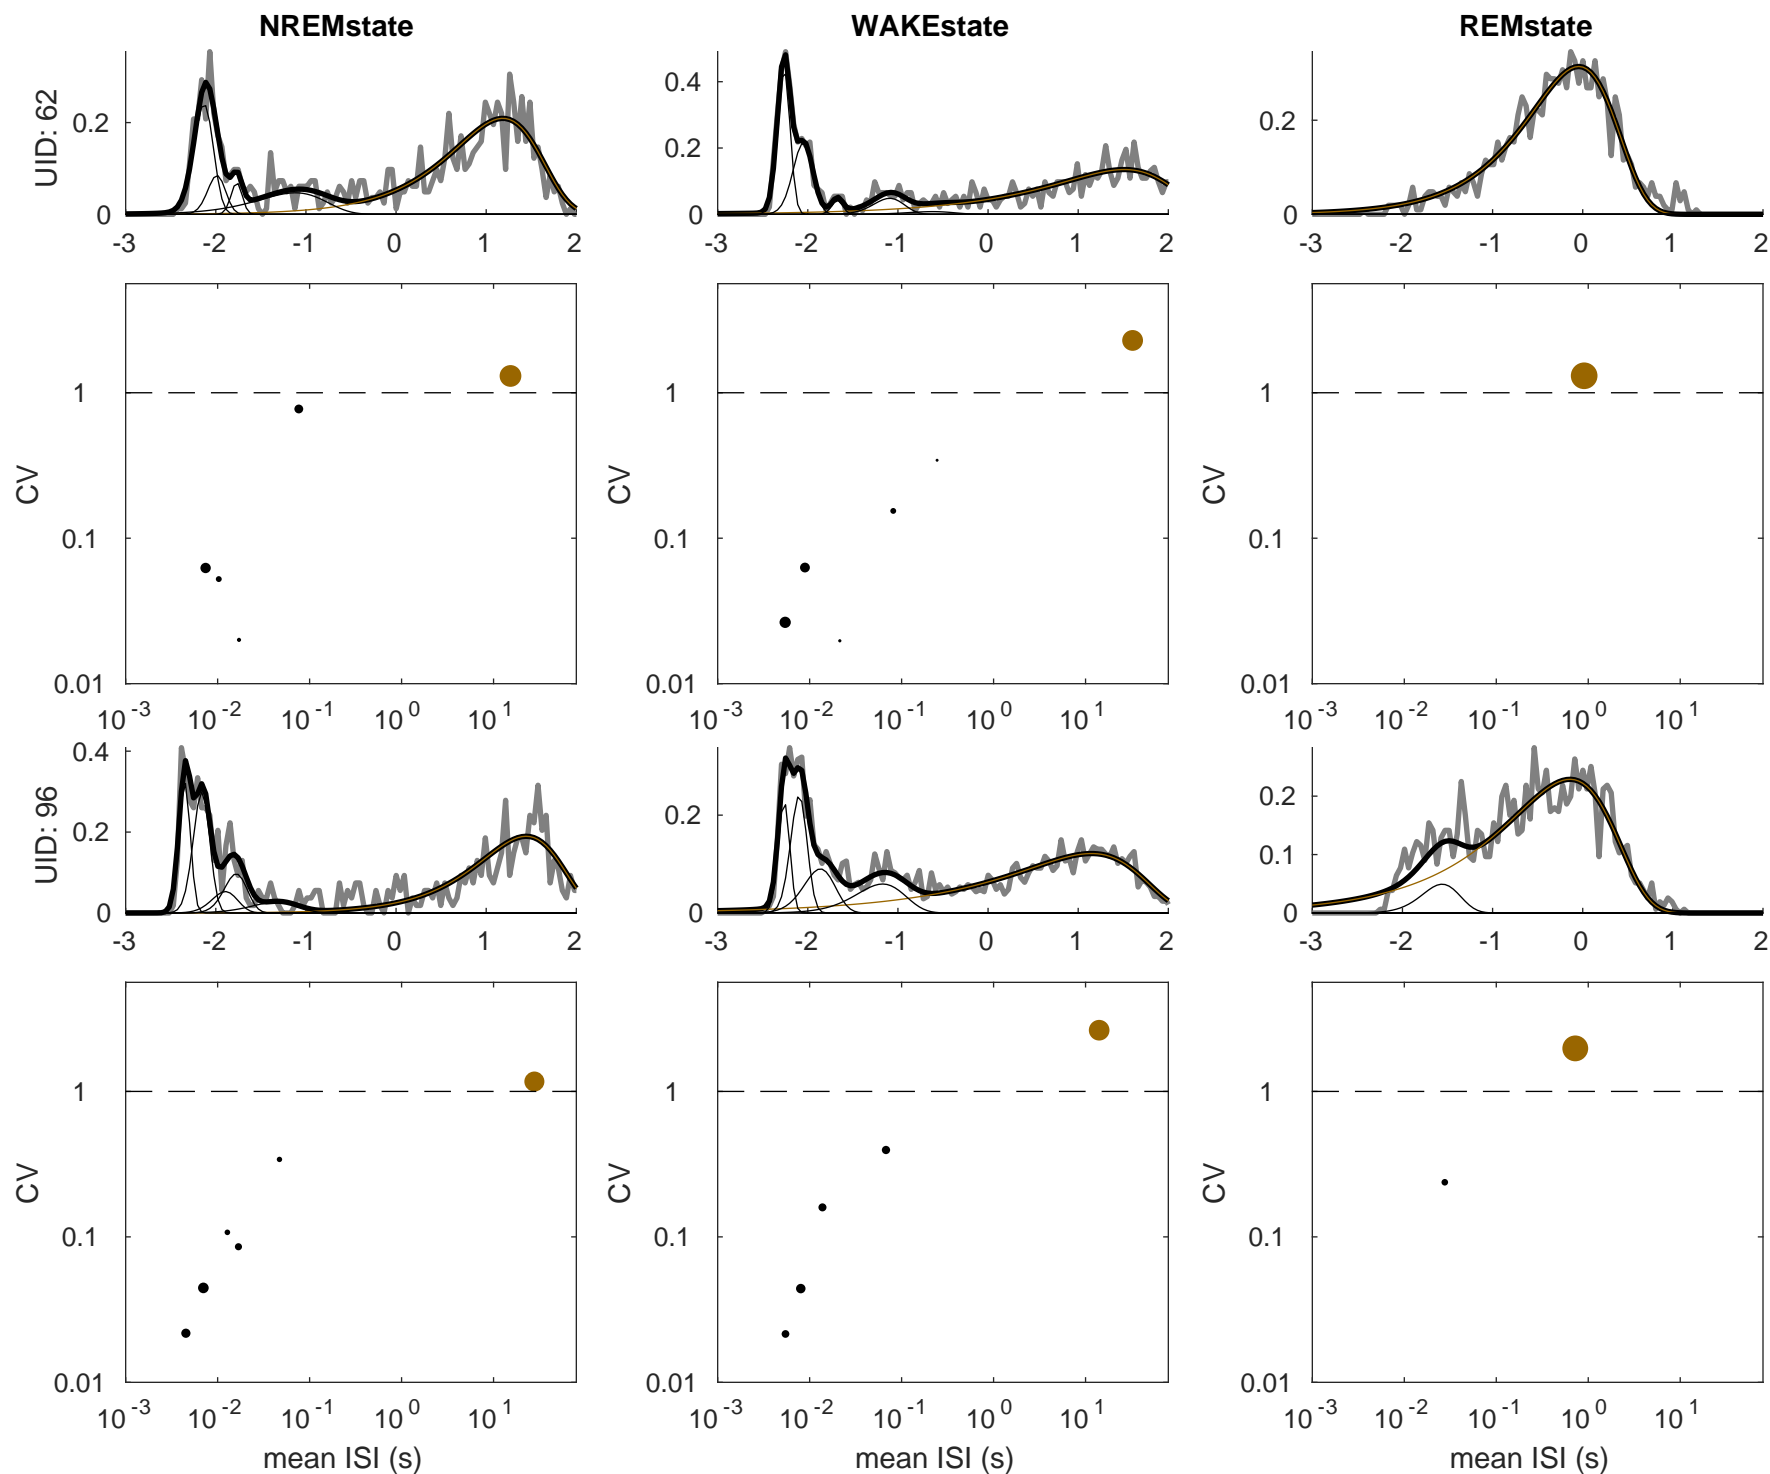 NREMstate WAKEstate REMstate
UID: 62
0.2 0.4 0.2
0 0.2 0
0
-3 -2 -1 0 1 2 -3 -2 -1 0 1 2 -3 -2 -1 0 1 2
CV CV CV
1 1 1
0.1 0.1 0.1
0.01 0.01 0.01
10^-3 10^-2 10^-1 10^0 10^1 10^-3 10^-2 10^-1 10^0 10^1 10^-3 10^-2 10^-1 10^0 10^1
UID: 96
0.4 0.2 0.2
0.2 0 0.1
0 0
-3 -2 -1 0 1 2 -3 -2 -1 0 1 2 -3 -2 -1 0 1 2
CV CV CV
1 1 1
0.1 0.1 0.1
0.01 0.01 0.01
10^-3 10^-2 10^-1 10^0 10^1 10^-3 10^-2 10^-1 10^0 10^1 10^-3 10^-2 10^-1 10^0 10^1
mean ISI (s) mean ISI (s) mean ISI (s)